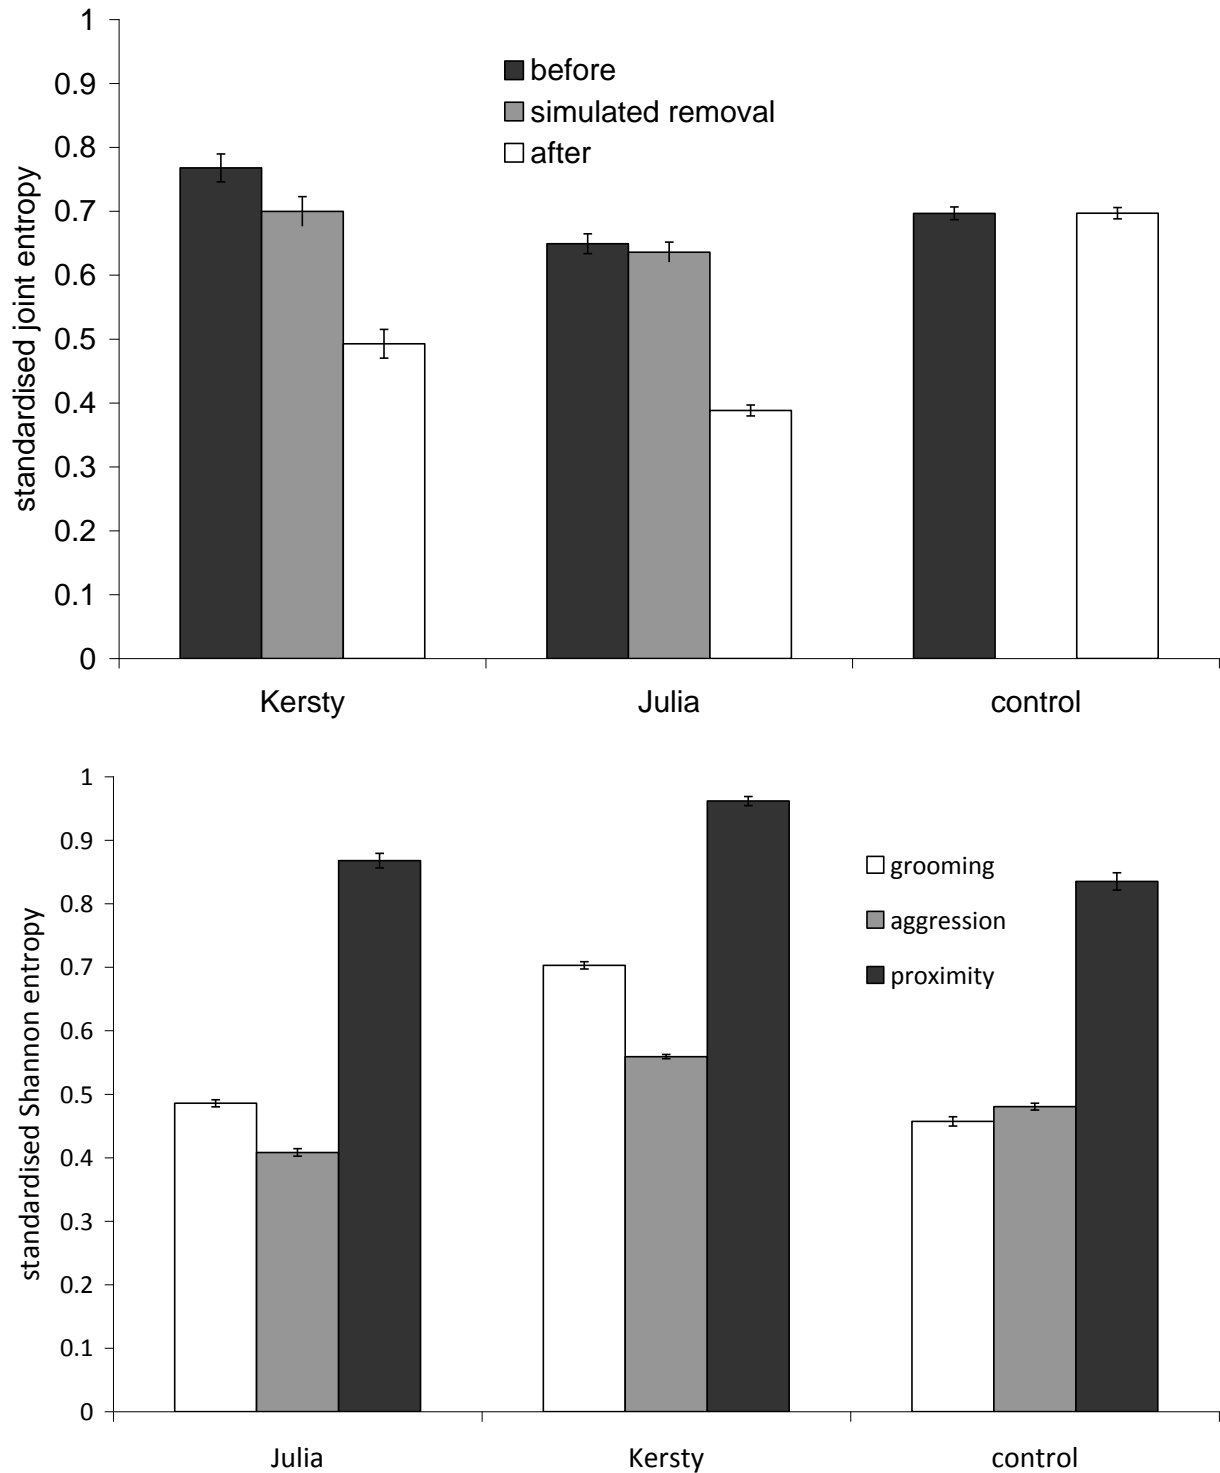 1
0.9
0.8
0.7
0.6
0.5
0.4
0.3
0.2
0.1
0
standardised joint entropy
before
simulated removal
after
Kersty Julia control
1
0.9
0.8
0.7
0.6
0.5
0.4
0.3
0.2
0.1
0
standardised Shannon entropy
grooming
aggression
proximity
Julia Kersty control